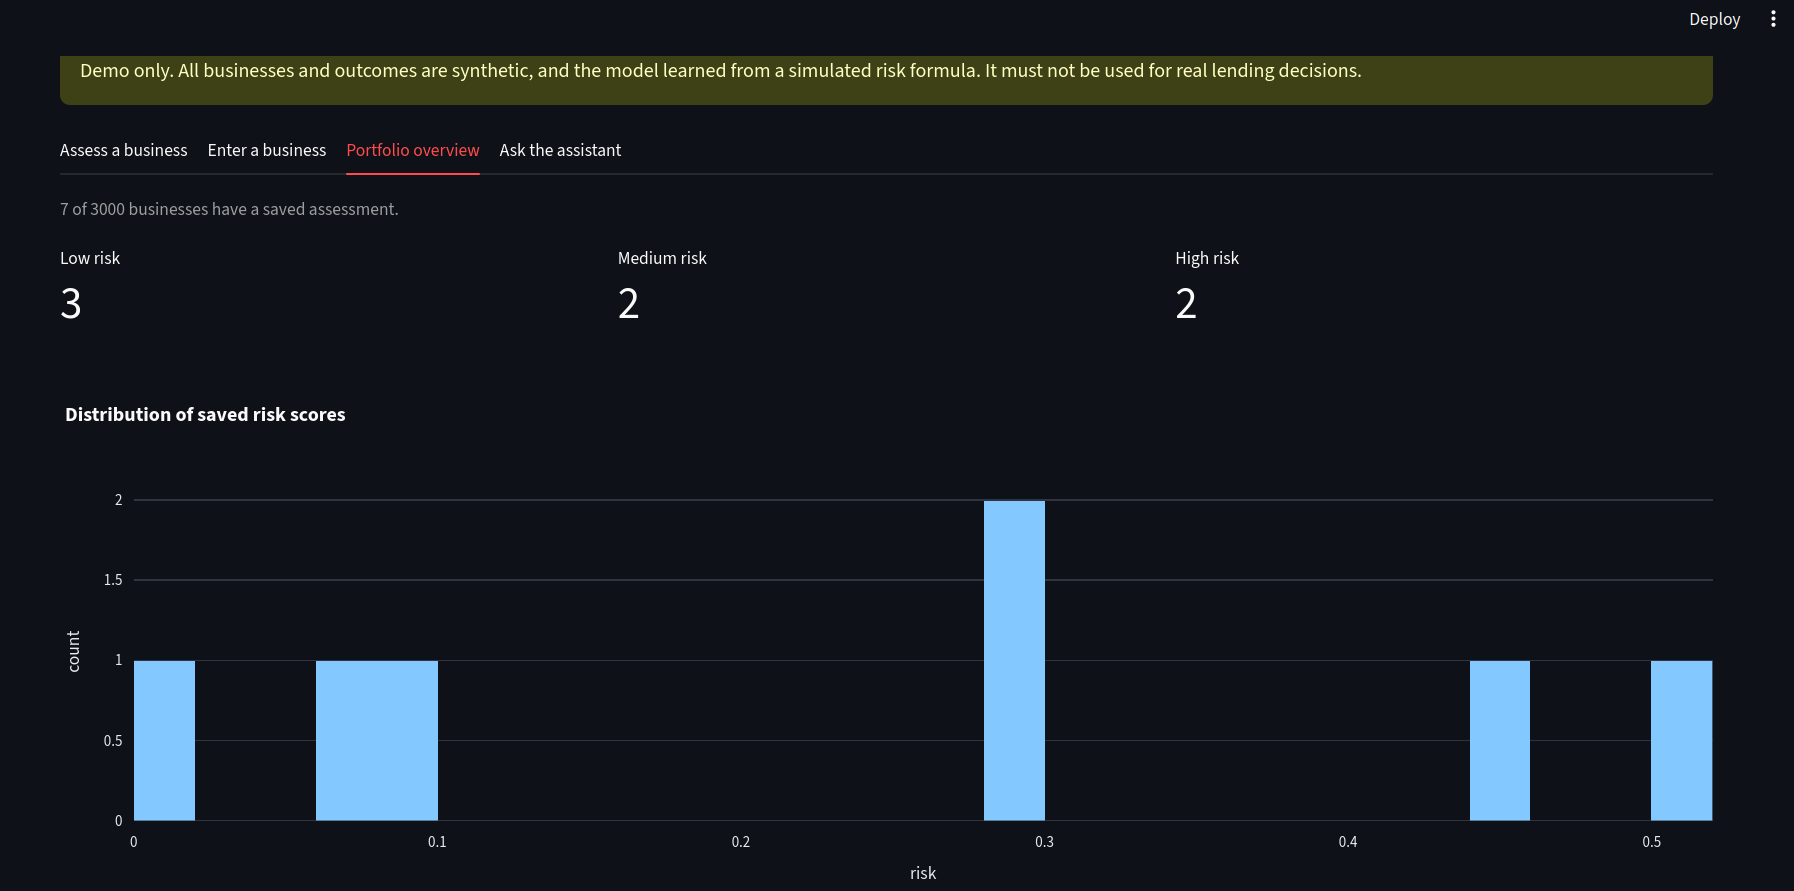 Deploy
Demo only. All businesses and outcomes are synthetic, and the model learned from a simulated risk formula. It must not be used for real lending decisions.
Assess a business Enter a business Portfolio overview Ask the assistant
7 of 3000 businesses have a saved assessment.
Low risk Medium risk High risk
3 2 2
Distribution of saved risk scores
2
1.5
1
0.5
0
count
0 0.1 0.2 0.3 0.4 0.5
risk